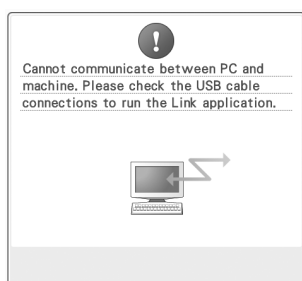 Cannot communicate between PC and
machine. Please check the USB cable
connections to run the Link application.